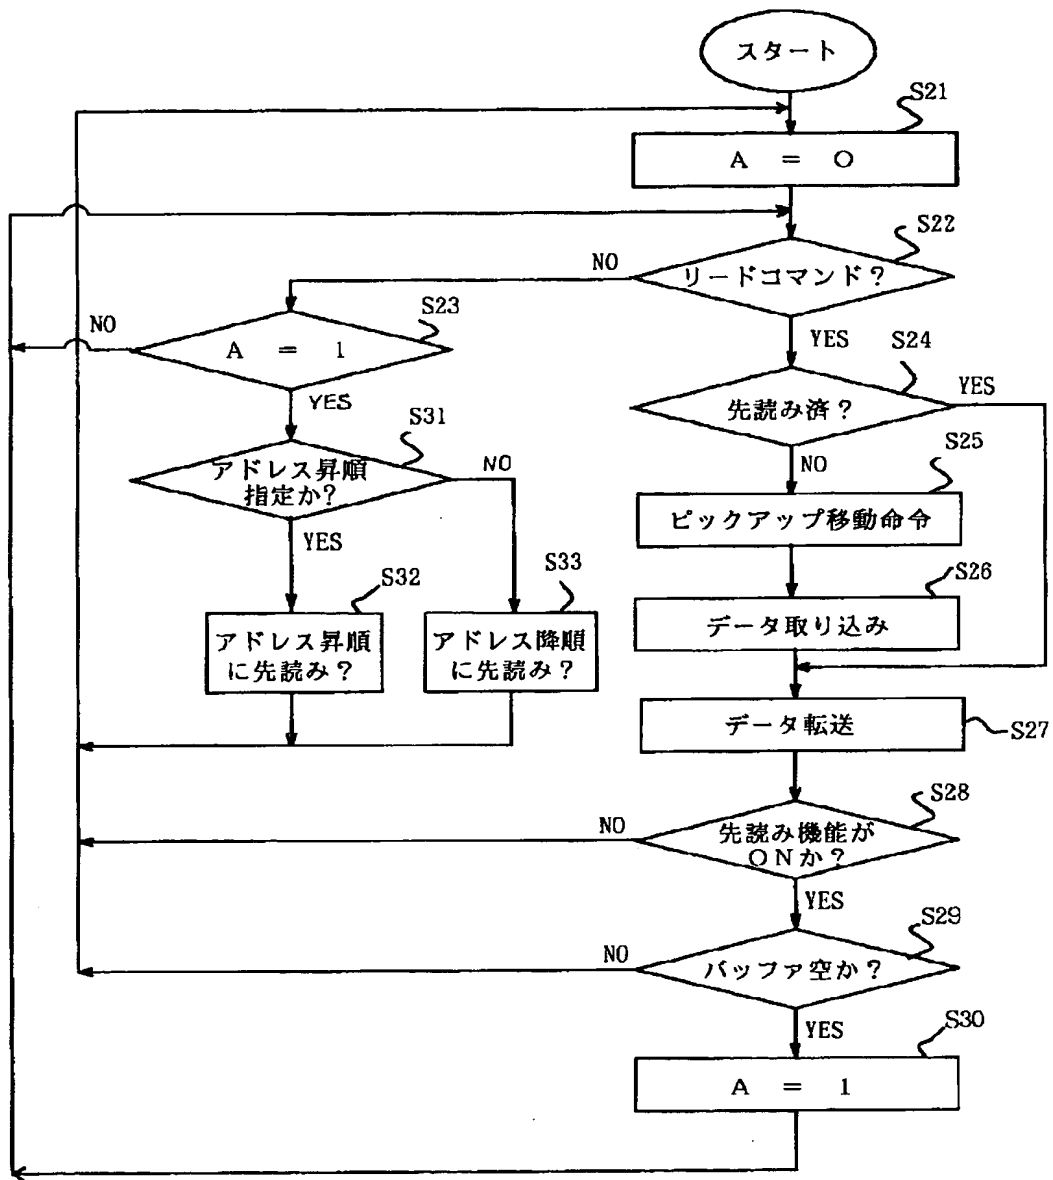 スタート
S21
A = 0
S22
リードコマンド?
NO
YES
S23
A = 1
NO
YES
S24
先読み済?
YES
NO
S31
アドレス昇順
指定か?
NO
YES
S25
ピックアップ移動命令
S26
データ取り込み
S32
アドレス昇順
に先読み?
S33
アドレス降順
に先読み?
データ転送
S27
S28
先読み機能が
ONか?
NO
YES
S29
バッファ空か?
NO
YES
S30
A = 1